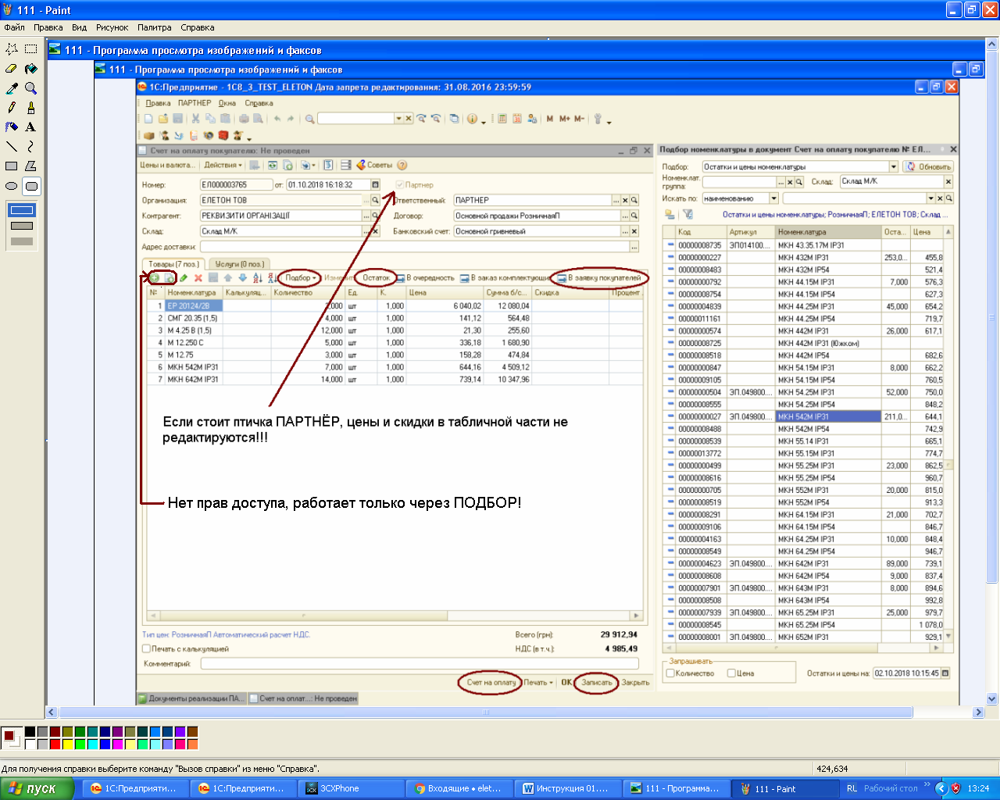 111 - Paint
Файл Правка Вид Рисунок Палитра Справка
111 - Программа просмотра изображений и факсов
111 - Программа просмотра изображений и факсов
1С:Предприятие - 1C8_3_TEST_ELETON Дата запрета редактирования: 31.08.2016 23:59:59
Правка ПАРТНЕР Окна Справка
M M+ M-
Счет на оплату покупателю: Не проведен
Цены и валюта... Действия Советы
Номер: ЕЛ000003765 от: 01.10.2018 16:18:32 Партнер
Организация: ЕЛЕТОН ТОВ Ответственный: ПАРТНЕР
Контрагент: РЕКВІЗИТИ ОРГАНІЗАЦІЇ Договор: Основной продажи РозничнаяП
Склад: Склад М/К Банковский счет: Основной гривневый
Адрес доставки:
Товары (7 поз.) Услуги (0 поз.)
Подбор Остаток В очередность В заказ комплектующи В заявку покупателей
№ Номенклатура Калькуляц... Количество Ед. К. Цена Сумма б/с... Скидка Процент
1 ЕР 20124/2В 2,000 шт 1,000 6 040,02 12 080,04
2 СМГ 20.35 (1,5) 4,000 шт 1,000 141,12 564,48
3 М 4.25 В (1,5) 12,000 шт 1,000 21,30 255,60
4 М 12.250 С 5,000 шт 1,000 336,18 1 680,90
5 М 12.75 3,000 шт 1,000 158,28 474,84
6 МКН 542М IP31 7,000 шт 1,000 644,16 4 509,12
7 МКН 642М IP31 14,000 шт 1,000 739,14 10 347,96
Если стоит птичка ПАРТНЁР, цены и скидки в табличной части не
редактируются!!!
Нет прав доступа, работает только через ПОДБОР!
Тип цен: РозничнаяП Автоматический расчет НДС. Всего (грн): 29 912,94
Печать с калькуляцией НДС (в т.ч.): 4 985,49
Комментарий:
Счет на оплату Печать OK Записать Закрыть
Документы реализации ПА... Счет на оплат...: Не проведен
Подбор номенклатуры в документ Счет на оплату покупателю № ЕЛ...
Подбор: Остатки и цены номенклатуры Обновить
Номенклат. группа: Склад: Склад М/К
Искать по: наименованию
Остатки и цены номенклатуры; РозничнаяП; ЕЛЕТОН ТОВ; Склад ...
Код Артикул Номенклатура Оста... Цена
00000008735 ЭП014100.... МКН 43.35.17М IP31
00000000227 МКН 432М IP31 253,0... 455,8
00000008483 МКН 432М IP54 521,4
00000000792 МКН 44.15М IP31 7,000 576,3
00000008754 МКН 44.15М IP54 627,3
00000004839 МКН 44.25М IP31 45,000 654,2
00000011161 МКН 44.25М IP54 719,7
00000000574 МКН 442М IP31 26,000 617,1
00000008725 МКН 442М IP31 (Южком)
00000008518 МКН 442М IP54 682,6
00000000847 МКН 54.15М IP31 8,000 662,2
00000009105 МКН 54.15М IP54 760,5
00000000504 ЭП.049800.... МКН 54.25М IP31 52,000 750,0
00000008555 МКН 54.25М IP54 848,2
00000000027 ЭП.049800.... МКН 542М IP31 211,0... 644,1
00000008488 МКН 542М IP54 742,9
00000008539 МКН 55.14 IP31 665,1
00000013772 МКН 55.15М IP31 774,7
00000000499 МКН 55.25М IP31 23,000 862,5
00000008616 МКН 55.25М IP54 960,7
00000000705 МКН 552М IP31 20,000 815,0
00000008519 МКН 552М IP54 913,3
00000008291 МКН 64.15М IP31 21,000 702,7
00000009106 МКН 64.15М IP54 846,7
00000004163 МКН 64.25М IP31 10,000 848,4
00000008549 МКН 64.25М IP54 946,7
00000004623 ЭП.049800.... МКН 642М IP31 89,000 739,1
00000008608 МКН 642М IP54 9,000 837,4
00000007901 ЭП.049800.... МКН 643М IP31 8,000 894,6
00000008508 МКН 643М IP54 992,8
00000007939 ЭП.049800.... МКН 65.25М IP31 25,000 979,7
00000008545 МКН 65.25М IP54 1 078,0
00000008001 ЭП.049800.... МКН 652М IP31 929,1
Запрашивать
Количество Цена Остатки и цены на: 02.10.2018 10:15:45
Для получения справки выберите команду "Вызов справки" из меню "Справка". 424,634
пуск 1С:Предприяти... 1С:Предприяти... 3CXPhone Входящие • elet... Инструкция 01.... 111 - Программа... 111 - Paint RL Рабочий стол 13:24